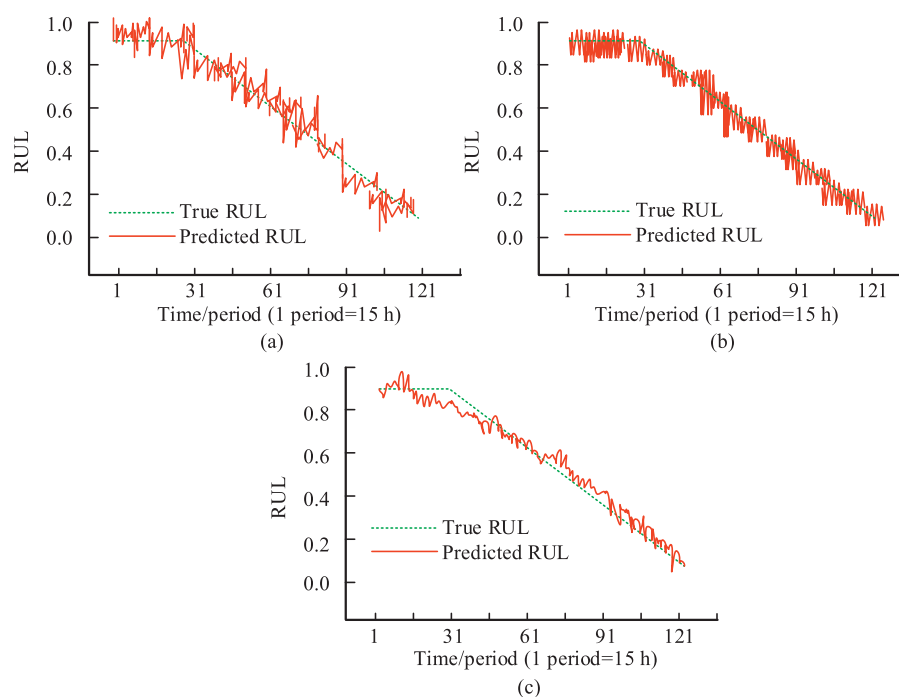 1.0
0.8
0.6
0.4
0.2
0.0
RUL
True RUL
Predicted RUL
1 31 61 91 121
Time/period (1 period=15 h)
(a)
1.0
0.8
0.6
0.4
0.2
0.0
RUL
True RUL
Predicted RUL
1 31 61 91 121
Time/period (1 period=15 h)
(b)
1.0
0.8
0.6
0.4
0.2
0.0
RUL
True RUL
Predicted RUL
1 31 61 91 121
Time/period (1 period=15 h)
(c)